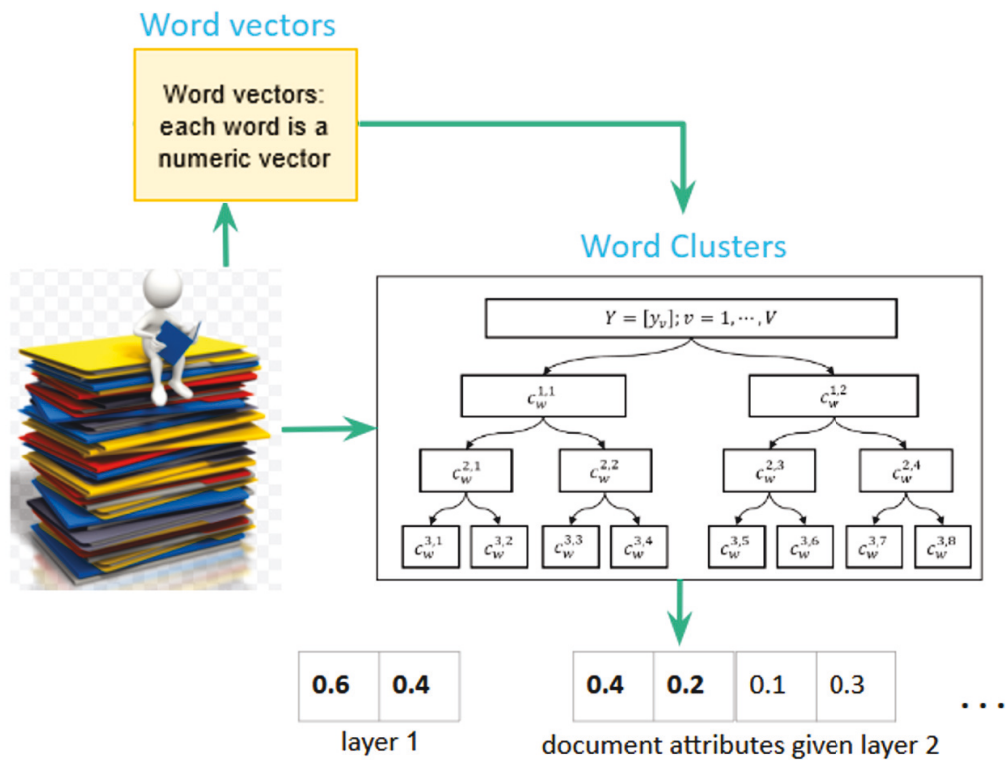 Word vectors
Word vectors:
each word is a
numeric vector
Word Clusters
Y = [y_v]; v = 1, ⋯, V
c_w^{1,1} c_w^{1,2}
c_w^{2,1} c_w^{2,2} c_w^{2,3} c_w^{2,4}
c_w^{3,1} c_w^{3,2} c_w^{3,3} c_w^{3,4} c_w^{3,5} c_w^{3,6} c_w^{3,7} c_w^{3,8}
0.6 0.4 0.4 0.2 0.1 0.3 ...
layer 1 document attributes given layer 2